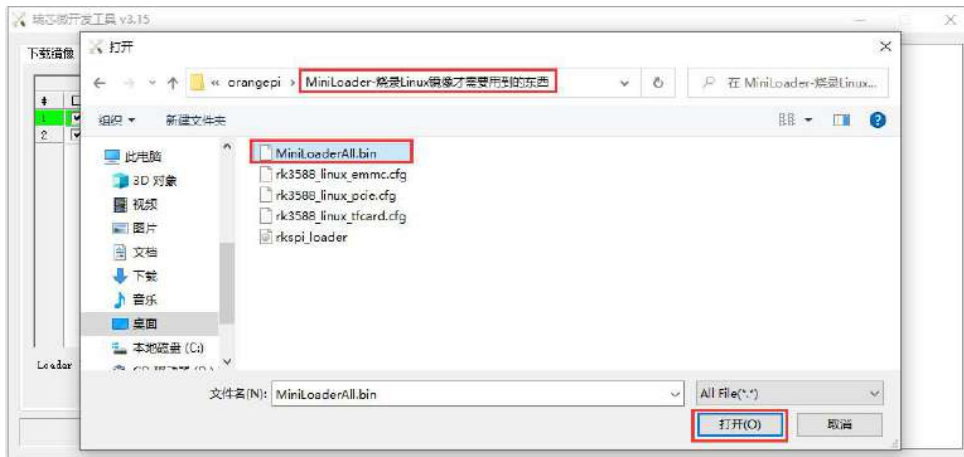 瑞芯微开发工具 v3.15
下载镜像
打开
« orangepi › MiniLoader-烧录Linux镜像才需要用到的东西
在 MiniLoader-烧录Linux...
组织
新建文件夹
#
1
2
此电脑
3D 对象
视频
图片
文档
下载
音乐
桌面
本地磁盘 (C:)
MiniLoaderAll.bin
rk3588_linux_emmc.cfg
rk3588_linux_pcie.cfg
rk3588_linux_tfcard.cfg
rkspi_loader
Loader
文件名(N): MiniLoaderAll.bin
All File(*.*)
打开(O)
取消